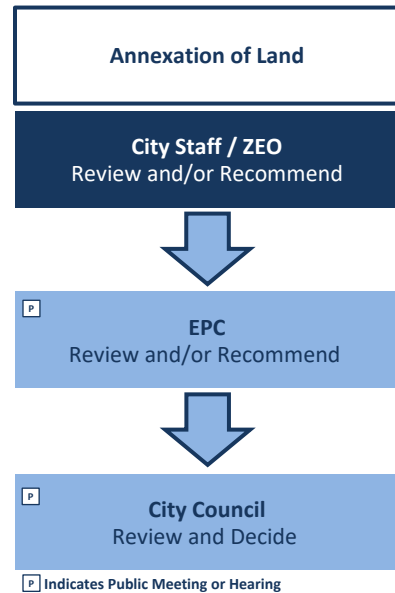 Annexation of Land
City Staff / ZEO
Review and/or Recommend
P
EPC
Review and/or Recommend
P
City Council
Review and Decide
P Indicates Public Meeting or Hearing